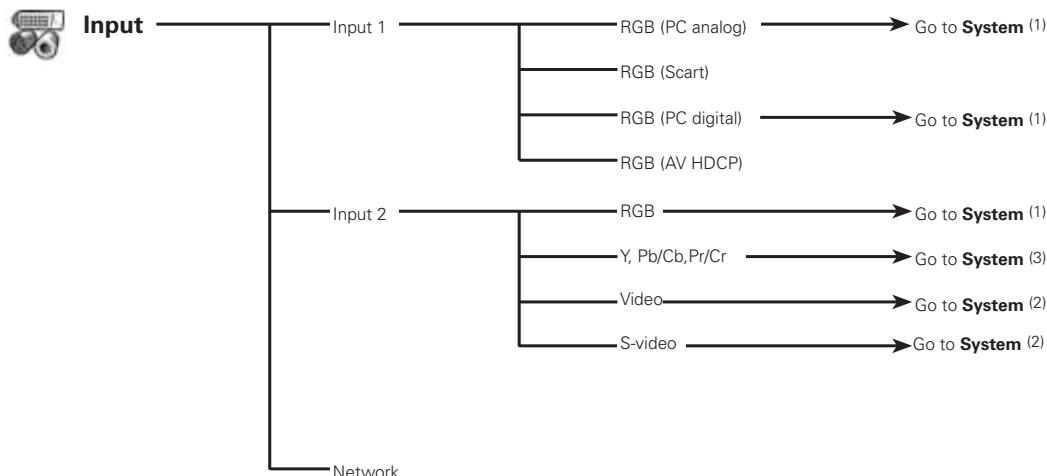 Input
Input 1
RGB (PC analog)
Go to System (1)
RGB (Scart)
RGB (PC digital)
Go to System (1)
RGB (AV HDCP)
Input 2
RGB
Go to System (1)
Y, Pb/Cb,Pr/Cr
Go to System (3)
Video
Go to System (2)
S-video
Go to System (2)
Network